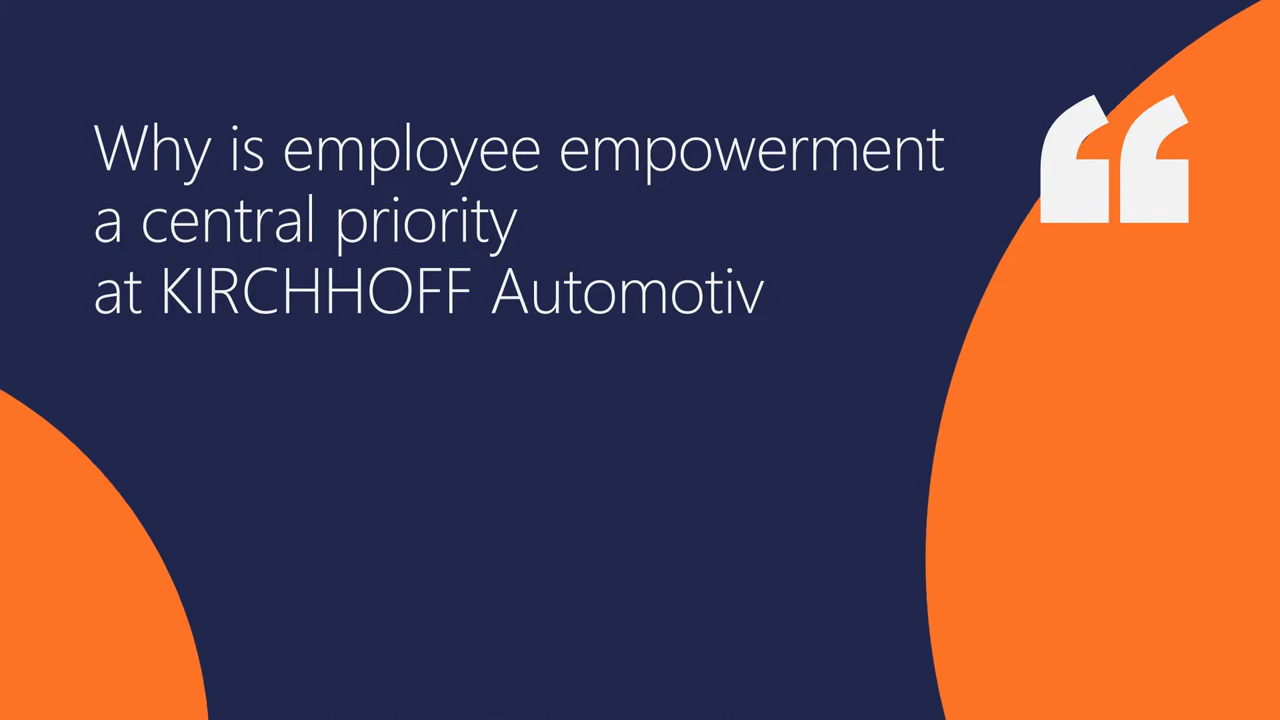 Why is employee empowerment
a central priority
at KIRCHHOFF Automotiv